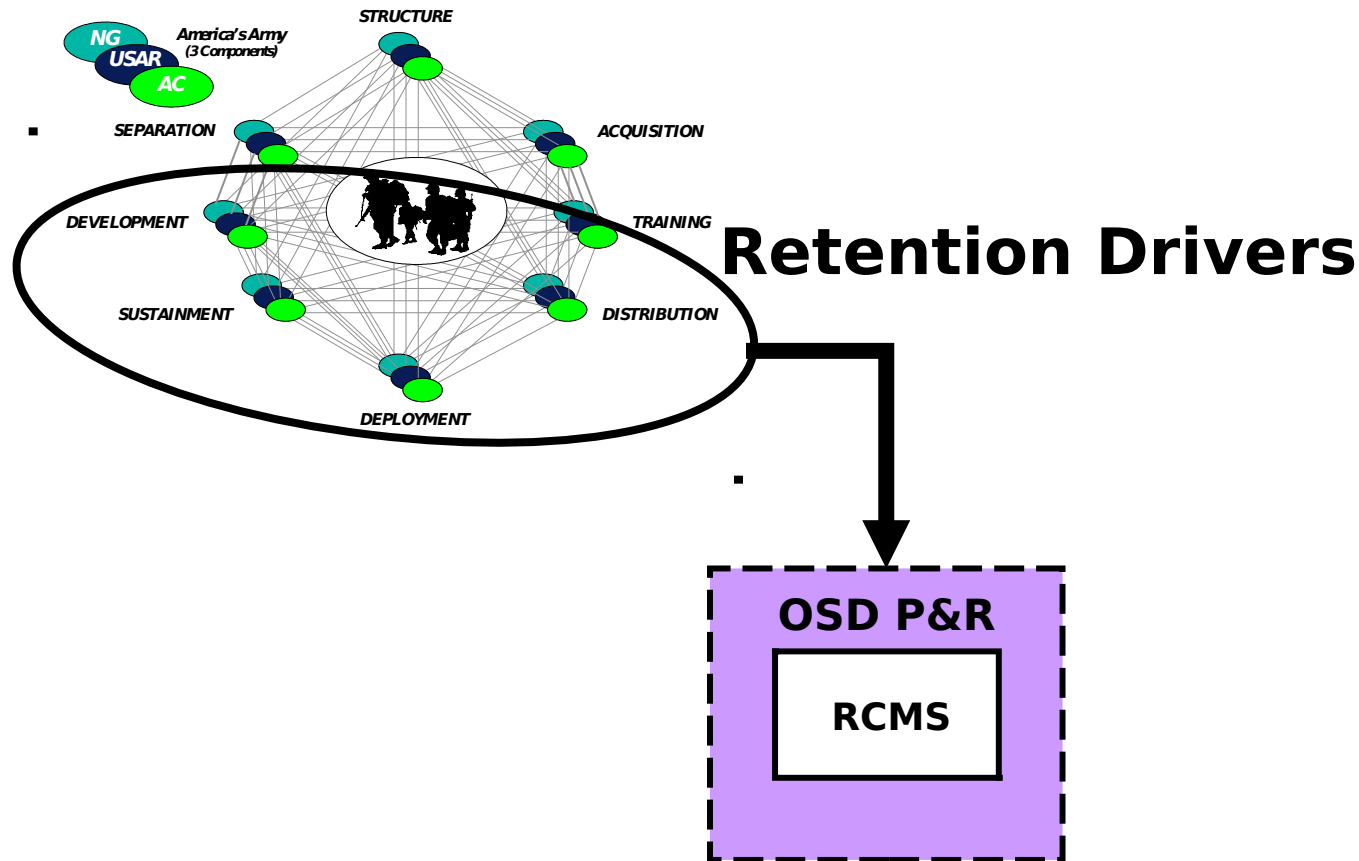 STRUCTURE
NG
USAR
AC
America's Army
(3 Components)
SEPARATION
ACQUISITION
DEVELOPMENT
TRAINING
Retention Drivers
SUSTAINMENT
DISTRIBUTION
DEPLOYMENT
OSD P&R
RCMS